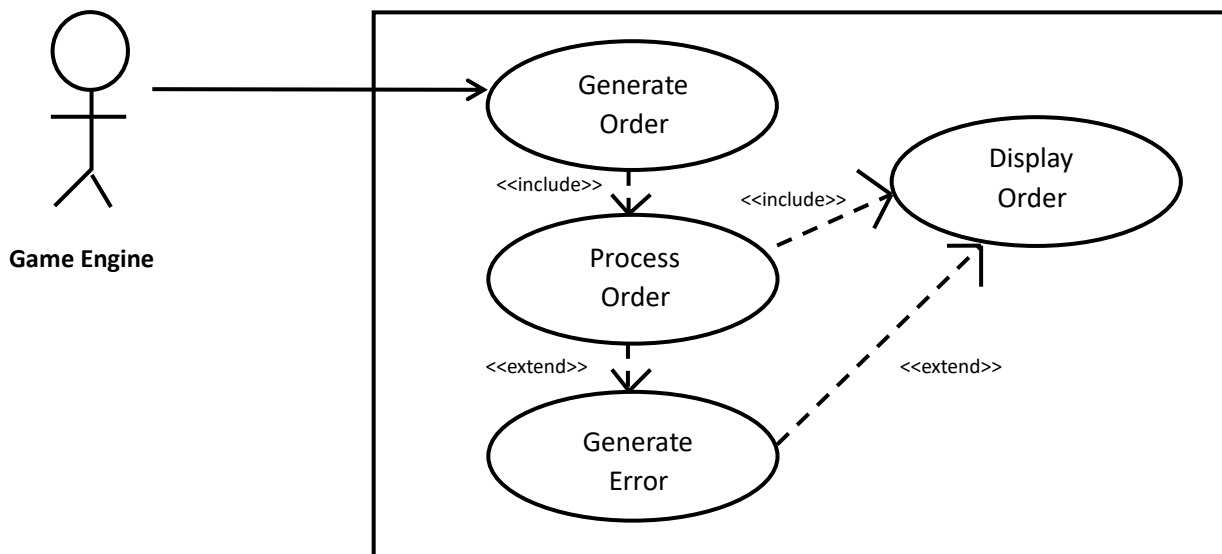 Generate
Order
Display
Order
<<include>>
<<include>>
Game Engine
Process
Order
<<extend>>
<<extend>>
Generate
Error